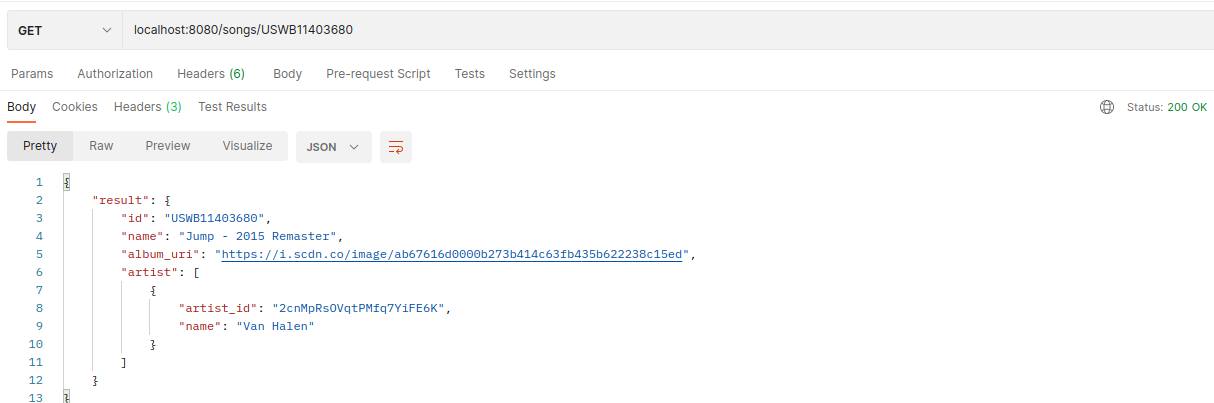 GET localhost:8080/songs/USWB11403680
Params Authorization Headers (6) Body Pre-request Script Tests Settings
Body Cookies Headers (3) Test Results Status: 200 OK
Pretty Raw Preview Visualize JSON
1 {
2 "result": {
3 "id": "USWB11403680",
4 "name": "Jump - 2015 Remaster",
5 "album_uri": "https://i.scdn.co/image/ab67616d0000b273b414c63fb435b622238c15ed",
6 "artist": [
7 {
8 "artist_id": "2cnMpRsOVqtPMfq7YiFE6K",
9 "name": "Van Halen"
10 }
11 ]
12 }
13 }